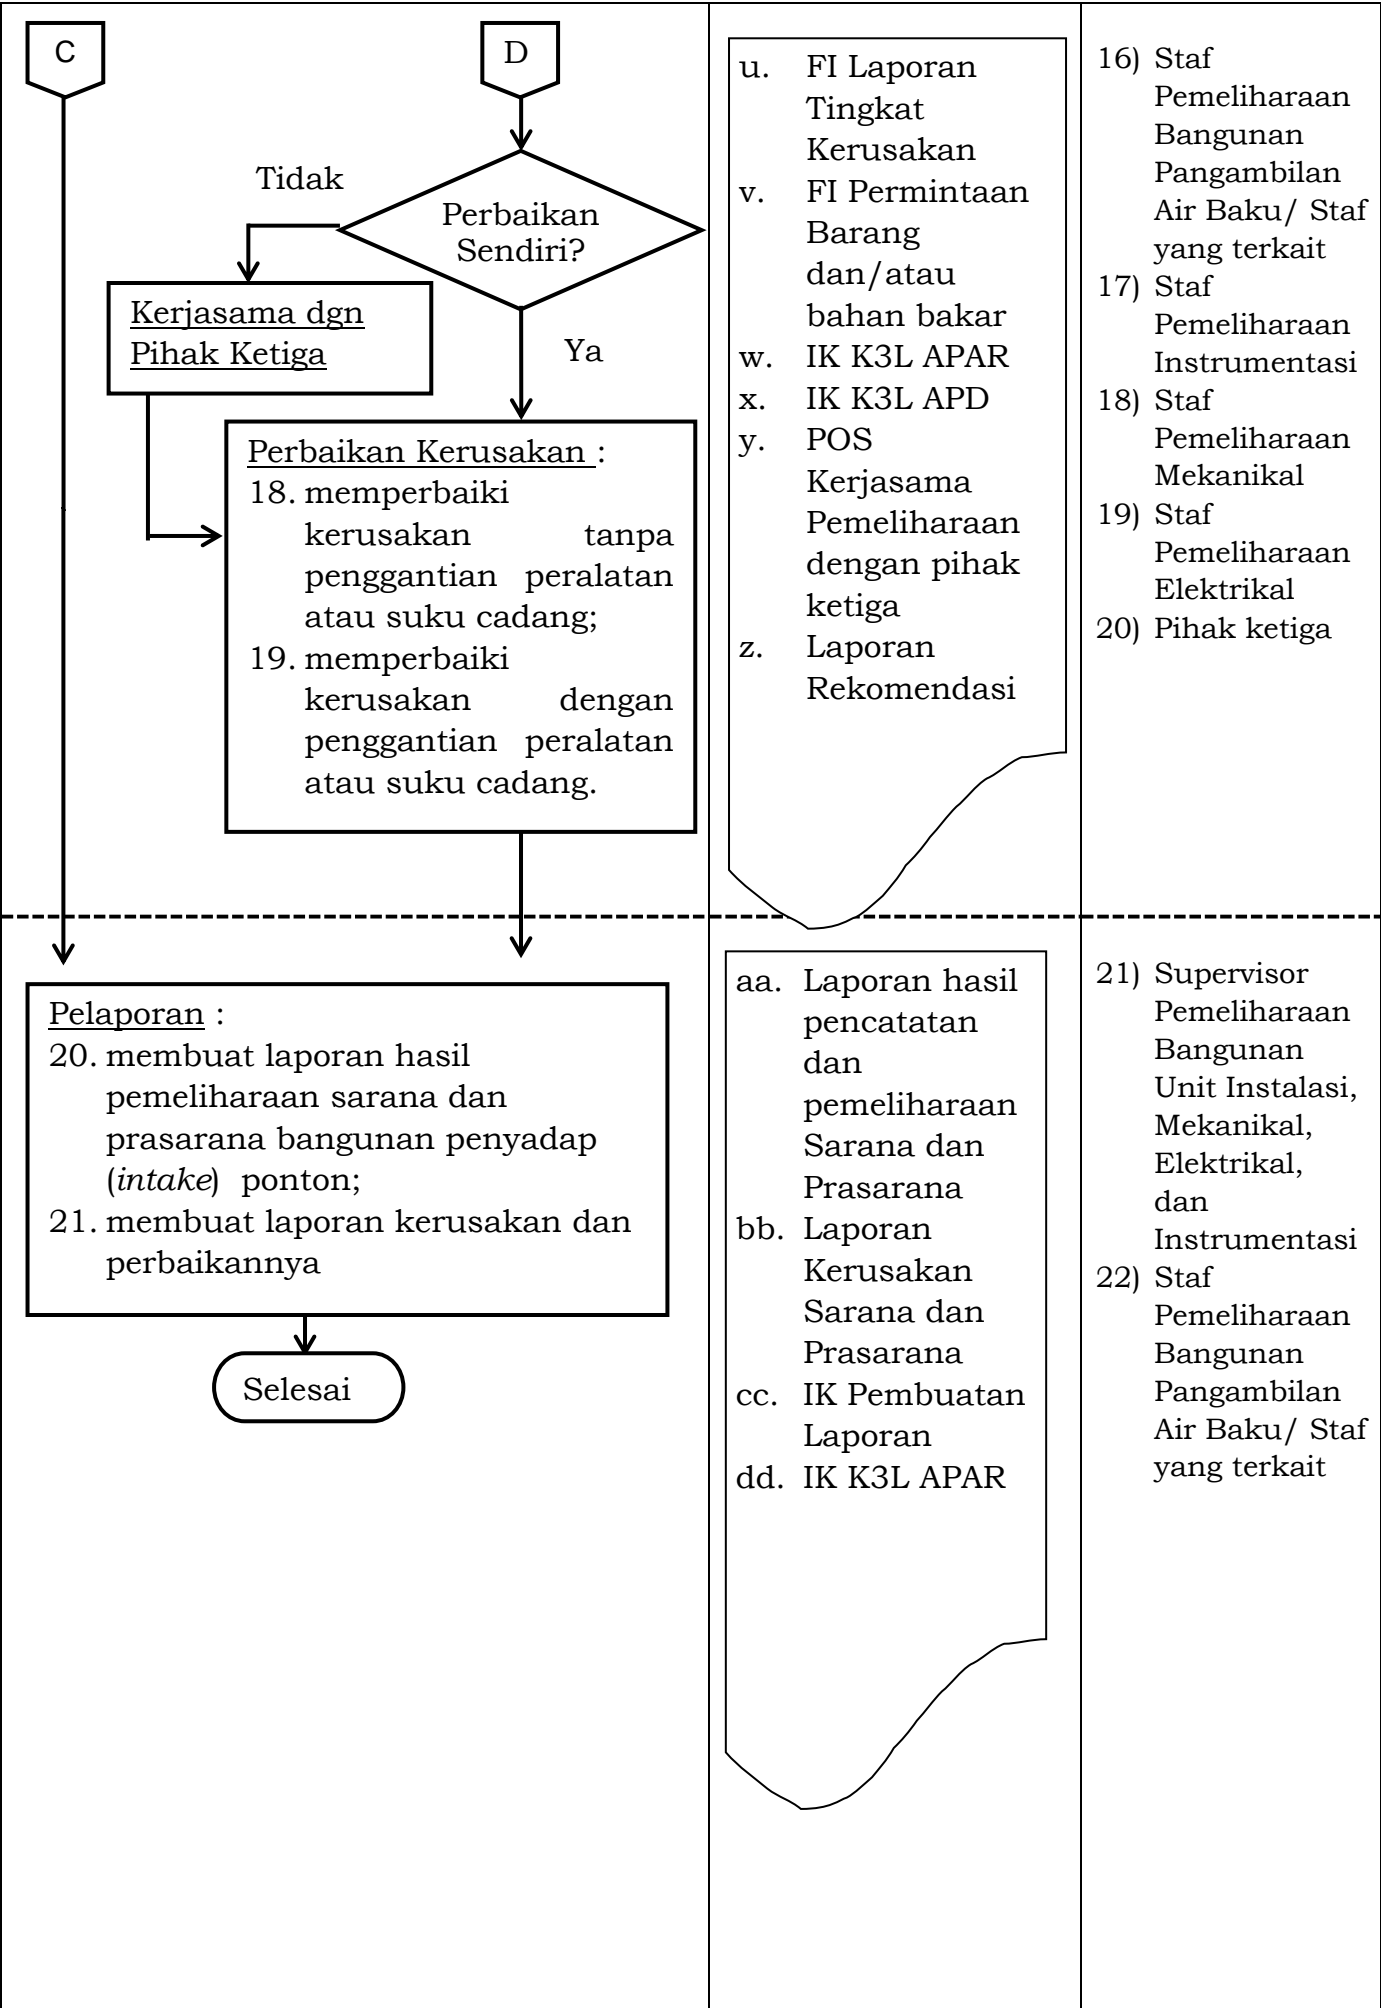 C
D
Tidak
Perbaikan
Sendiri?
Kerjasama dgn
Pihak Ketiga
Ya
Perbaikan Kerusakan :
18. memperbaiki
kerusakan tanpa
penggantian peralatan
atau suku cadang;
19. memperbaiki
kerusakan dengan
penggantian peralatan
atau suku cadang.
u. FI Laporan
Tingkat
Kerusakan
v. FI Permintaan
Barang
dan/atau
bahan bakar
w. IK K3L APAR
x. IK K3L APD
y. POS
Kerjasama
Pemeliharaan
dengan pihak
ketiga
z. Laporan
Rekomendasi
16) Staf
Pemeliharaan
Bangunan
Pangambilan
Air Baku/ Staf
yang terkait
17) Staf
Pemeliharaan
Instrumentasi
18) Staf
Pemeliharaan
Mekanikal
19) Staf
Pemeliharaan
Elektrikal
20) Pihak ketiga
Pelaporan :
20. membuat laporan hasil
pemeliharaan sarana dan
prasarana bangunan penyadap
(intake) ponton;
21. membuat laporan kerusakan dan
perbaikannya
Selesai
aa. Laporan hasil
pencatatan
dan
pemeliharaan
Sarana dan
Prasarana
bb. Laporan
Kerusakan
Sarana dan
Prasarana
cc. IK Pembuatan
Laporan
dd. IK K3L APAR
21) Supervisor
Pemeliharaan
Bangunan
Unit Instalasi,
Mekanikal,
Elektrikal,
dan
Instrumentasi
22) Staf
Pemeliharaan
Bangunan
Pangambilan
Air Baku/ Staf
yang terkait